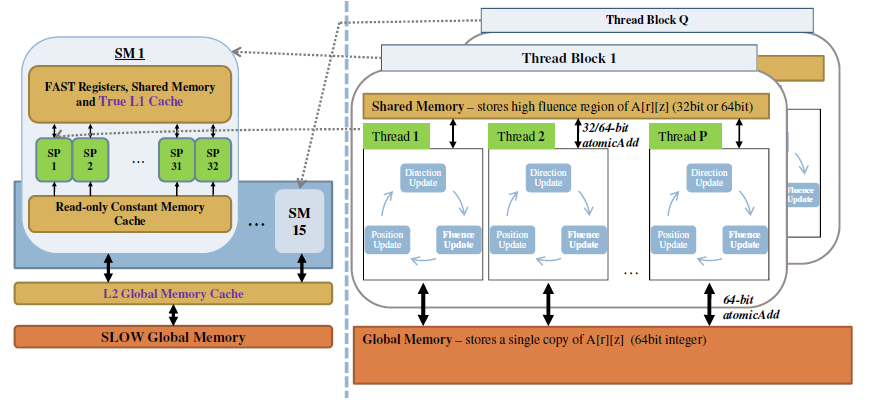 SM 1
FAST Registers, Shared Memory
and True L1 Cache
SP
1
SP
2
...
SP
31
SP
32
Read-only Constant Memory
Cache
...
SM
15
L2 Global Memory Cache
SLOW Global Memory
Thread Block Q
Thread Block 1
Shared Memory – stores high fluence region of A[r][z] (32bit or 64bit)
Thread 1
Thread 2
32/64-bit
atomicAdd
Thread P
Direction
Update
Position
Update
Fluence
Update
Direction
Update
Position
Update
Fluence
Update
...
Direction
Update
Position
Update
Fluence
Update
Fluence
Update
64-bit
atomicAdd
Global Memory – stores a single copy of A[r][z] (64bit integer)